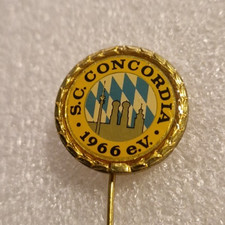 S.C. CONCORDIA
· 1966 e.V. ·